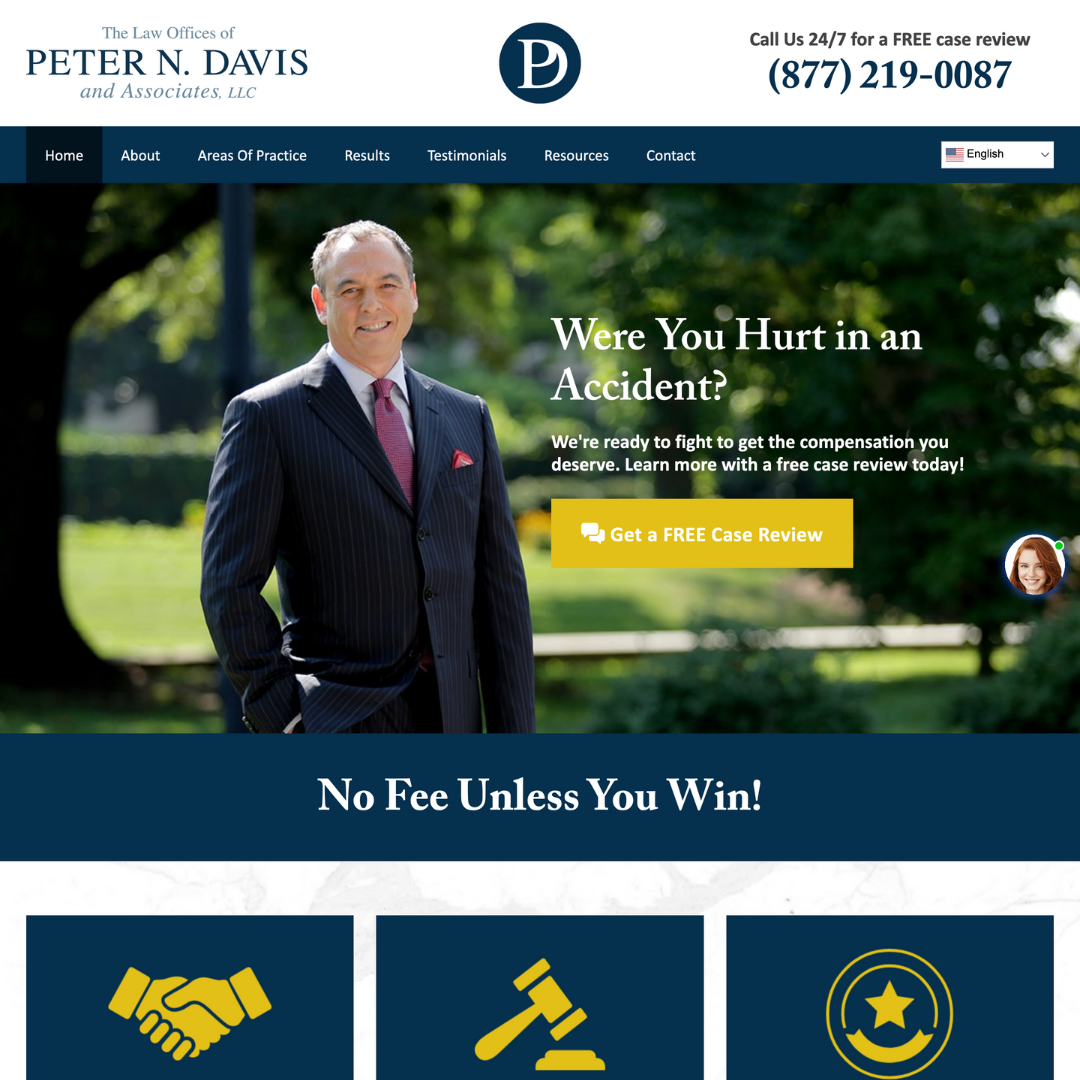 The Law Offices of
PETER N. DAVIS
and Associates, LLC
PD
Call Us 24/7 for a FREE case review
(877) 219-0087
Home
About
Areas Of Practice
Results
Testimonials
Resources
Contact
English
Were You Hurt in an
Accident?
We're ready to fight to get the compensation you
deserve. Learn more with a free case review today!
Get a FREE Case Review
No Fee Unless You Win!